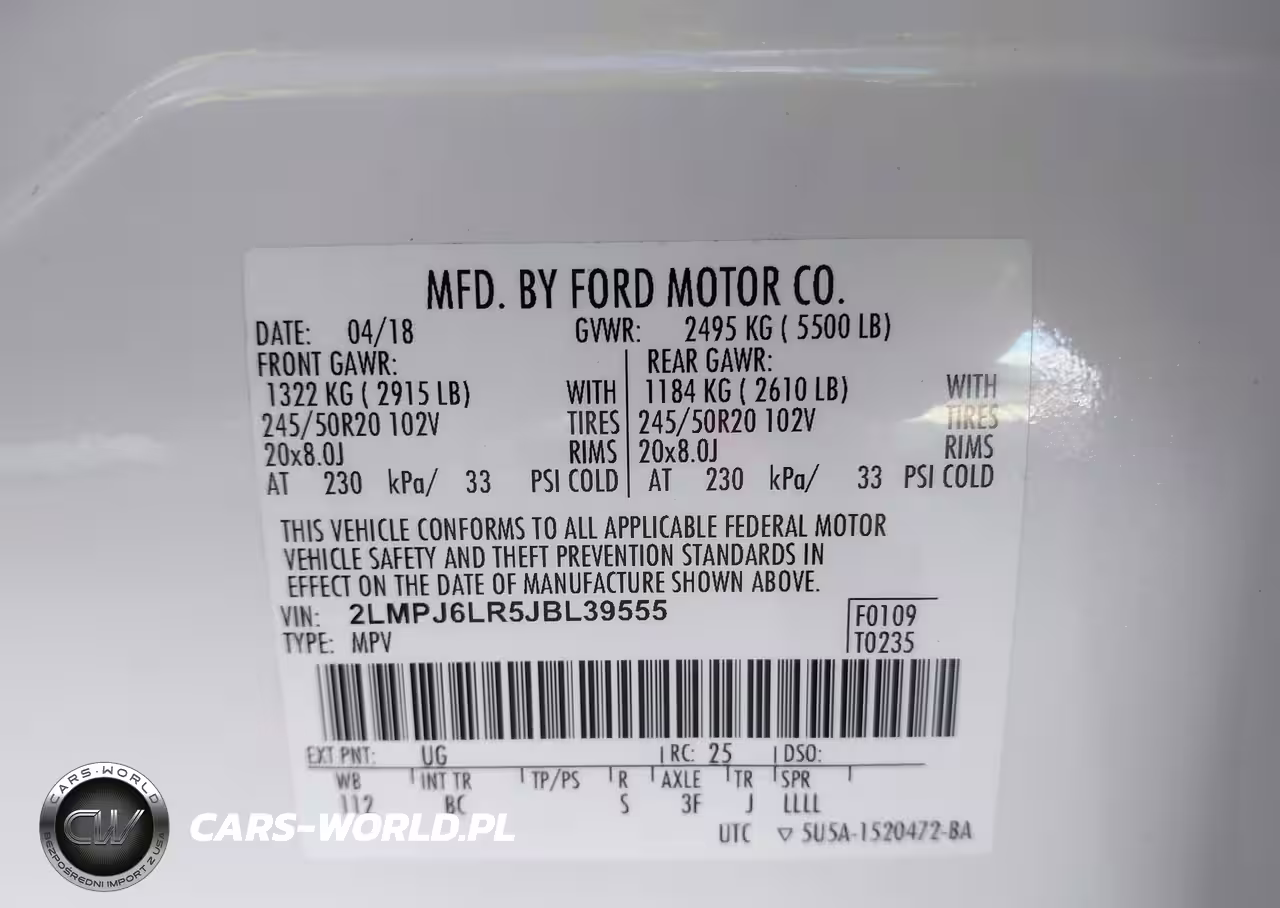 MFD. BY FORD MOTOR CO.
DATE: 04/18 GVWR: 2495 KG ( 5500 LB)
FRONT GAWR: REAR GAWR:
1322 KG ( 2915 LB) WITH 1184 KG ( 2610 LB) WITH
245/50R20 102V TIRES 245/50R20 102V TIRES
20x8.0J RIMS 20x8.0J RIMS
AT 230 kPa/ 33 PSI COLD AT 230 kPa/ 33 PSI COLD
THIS VEHICLE CONFORMS TO ALL APPLICABLE FEDERAL MOTOR
VEHICLE SAFETY AND THEFT PREVENTION STANDARDS IN
EFFECT ON THE DATE OF MANUFACTURE SHOWN ABOVE.
VIN: 2LMPJ6LR5JBL39555 F0109
TYPE: MPV T0235
EXT PNT: UG RC: 25 DSO:
WB INT TR TP/PS R AXLE TR SPR
112 BC S 3F J LLLL
UTC ▽ 5U5A-1520472-BA
CARS-WORLD
CW
BEZPOŚREDNI IMPORT Z USA
CARS-WORLD.PL